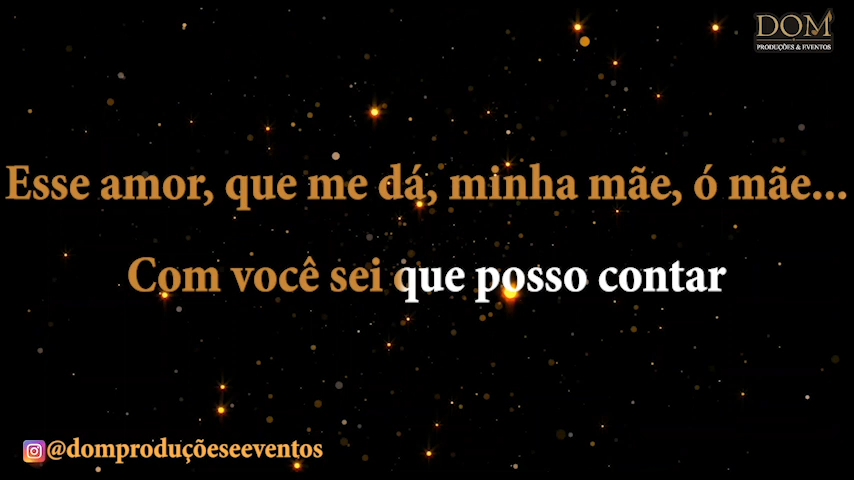 DOM
PRODUÇÕES & EVENTOS
Esse amor, que me dá, minha mãe, ó mãe...
Com você sei que posso contar
@domproduçõeseeventos